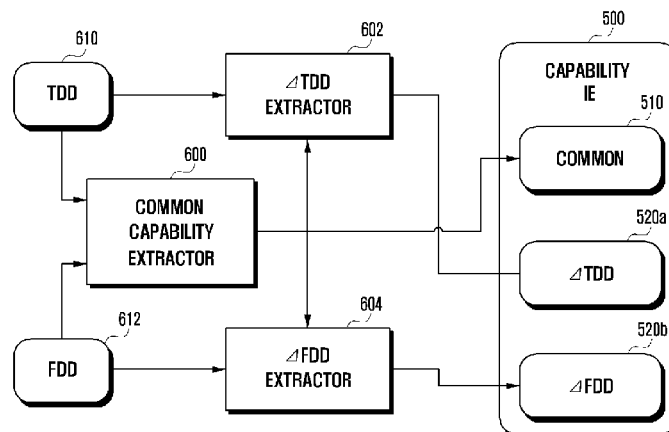 610
TDD
602
⊿TDD
EXTRACTOR
500
CAPABILITY
IE
510
COMMON
600
COMMON
CAPABILITY
EXTRACTOR
520a
⊿TDD
612
FDD
604
⊿FDD
EXTRACTOR
520b
⊿FDD